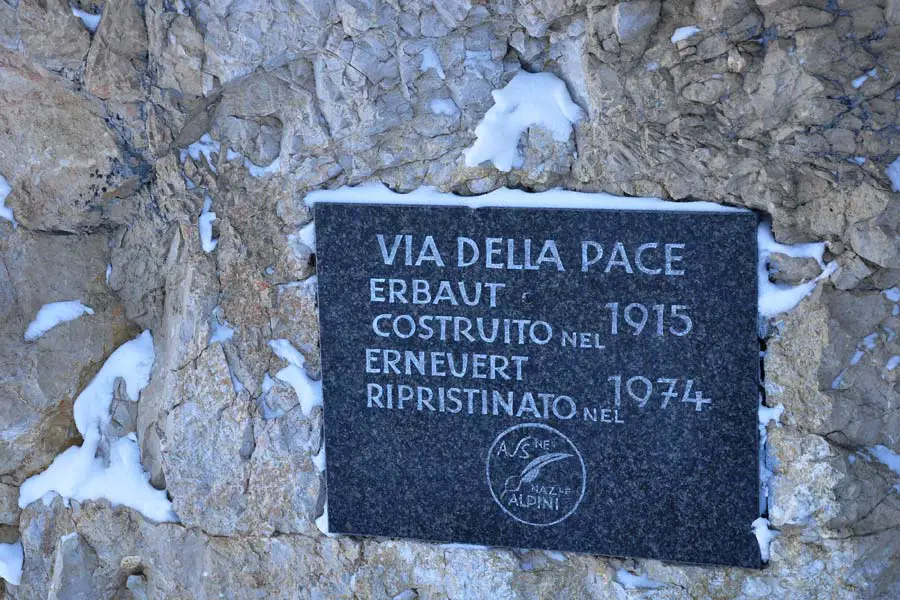 VIA DELLA PACE
ERBAUT
COSTRUITO NEL 1915
ERNEUERT
RIPRISTINATO NEL 1974
ASS NE
NAZ LE
ALPINI